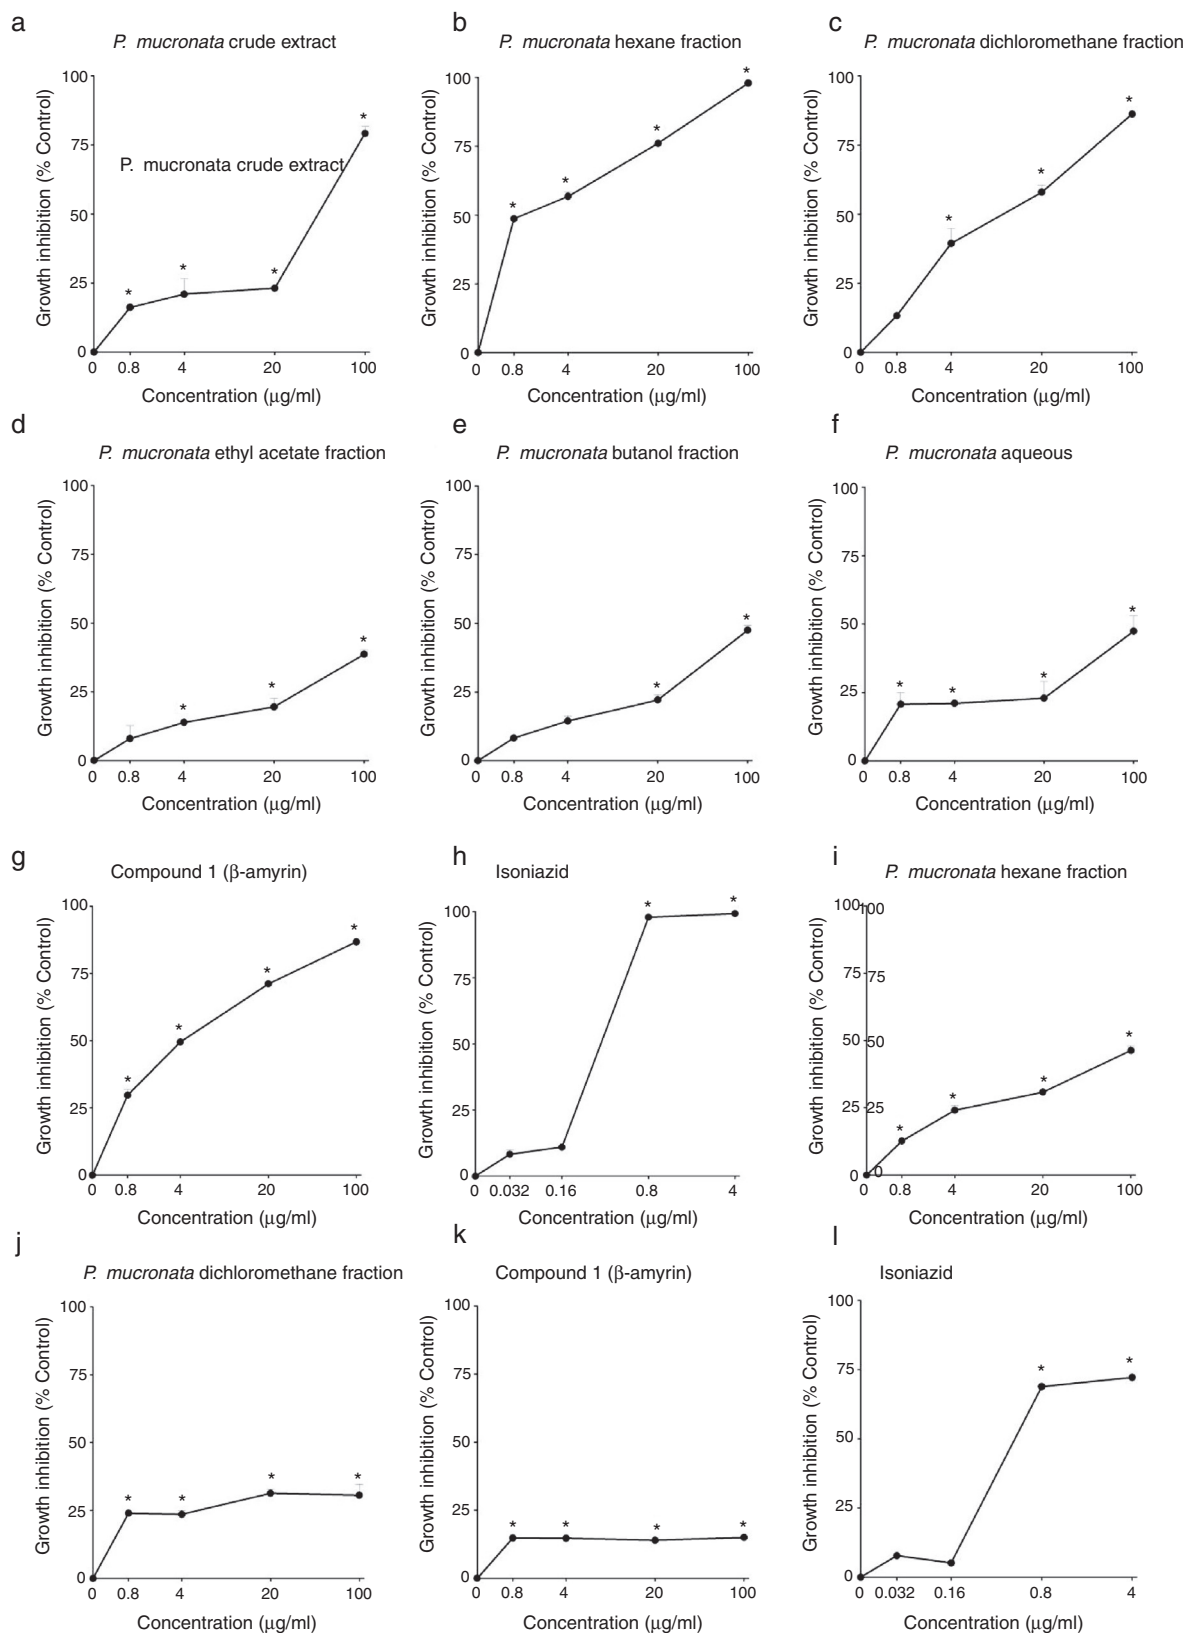 a
P. mucronata crude extract
Growth inhibition (% Control)
100
75
50
25
0
P. mucronata crude extract
*
*
*
*
0 0.8 4 20 100
Concentration (μg/ml)
b
P. mucronata hexane fraction
Growth inhibition (% Control)
100
75
50
25
0
*
*
*
*
0 0.8 4 20 100
Concentration (μg/ml)
c
P. mucronata dichloromethane fraction
Growth inhibition (% Control)
100
75
50
25
0
*
*
*
0 0.8 4 20 100
Concentration (μg/ml)
d
P. mucronata ethyl acetate fraction
Growth inhibition (% Control)
100
75
50
25
0
*
*
*
0 0.8 4 20 100
Concentration (μg/ml)
e
P. mucronata butanol fraction
Growth inhibition (% Control)
100
75
50
25
0
*
*
0 0.8 4 20 100
Concentration (μg/ml)
f
P. mucronata aqueous
Growth inhibition (% Control)
100
75
50
25
0
*
*
*
*
0 0.8 4 20 100
Concentration (μg/ml)
g
Compound 1 (β-amyrin)
Growth inhibition (% Control)
100
75
50
25
0
*
*
*
*
0 0.8 4 20 100
Concentration (μg/ml)
h
Isoniazid
Growth inhibition (% Control)
100
75
50
25
0
*
*
0 0.032 0.16 0.8 4
Concentration (μg/ml)
i
P. mucronata hexane fraction
Growth inhibition (% Control)
100 100
75 75
50 50
25 25
0 0
*
*
*
*
0 0.8 4 20 100
Concentration (μg/ml)
j
P. mucronata dichloromethane fraction
Growth inhibition (% Control)
100
75
50
25
0
*
*
*
*
0 0.8 4 20 100
Concentration (μg/ml)
k
Compound 1 (β-amyrin)
Growth inhibition (% Control)
100
75
50
25
0
*
*
*
*
0 0.8 4 20 100
Concentration (μg/ml)
l
Isoniazid
Growth inhibition (% Control)
100
75
50
25
0
*
*
0 0.032 0.16 0.8 4
Concentration (μg/ml)